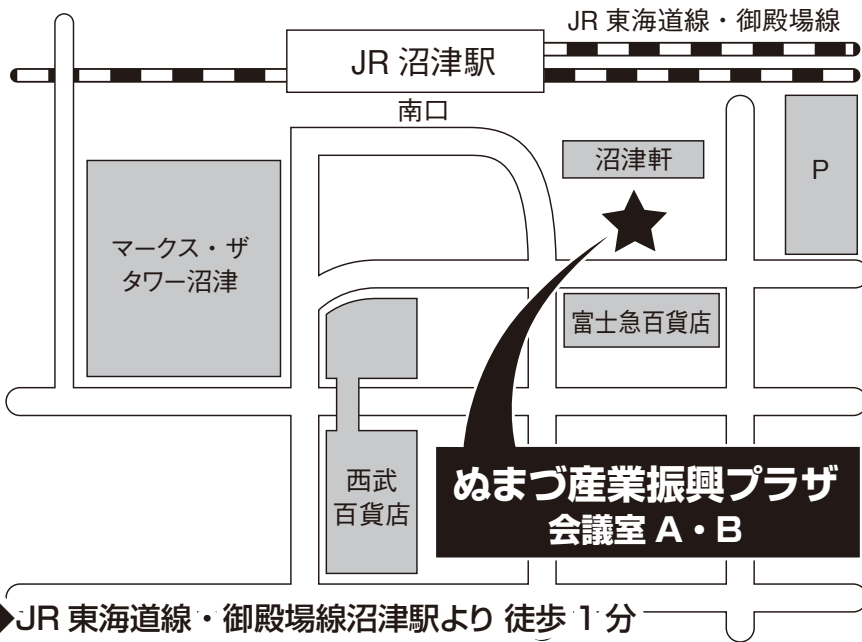 JR 東海道線・御殿場線
JR 沼津駅
南口
沼津軒
P
マークス・ザ
タワー沼津
富士急百貨店
西武
百貨店
ぬまづ産業振興プラザ
会議室 A・B
◆JR 東海道線・御殿場線沼津駅より 徒歩 1 分